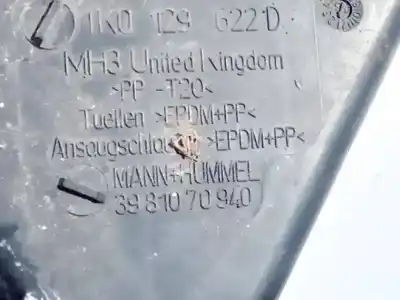 1K0 129 622 D
MH3 United Kingdom
>PP -T20<
Tuellen >EPDM+PP<
Ansaugschlauch >EPDM+PP<
MANN+HUMMEL
39 810 70 940